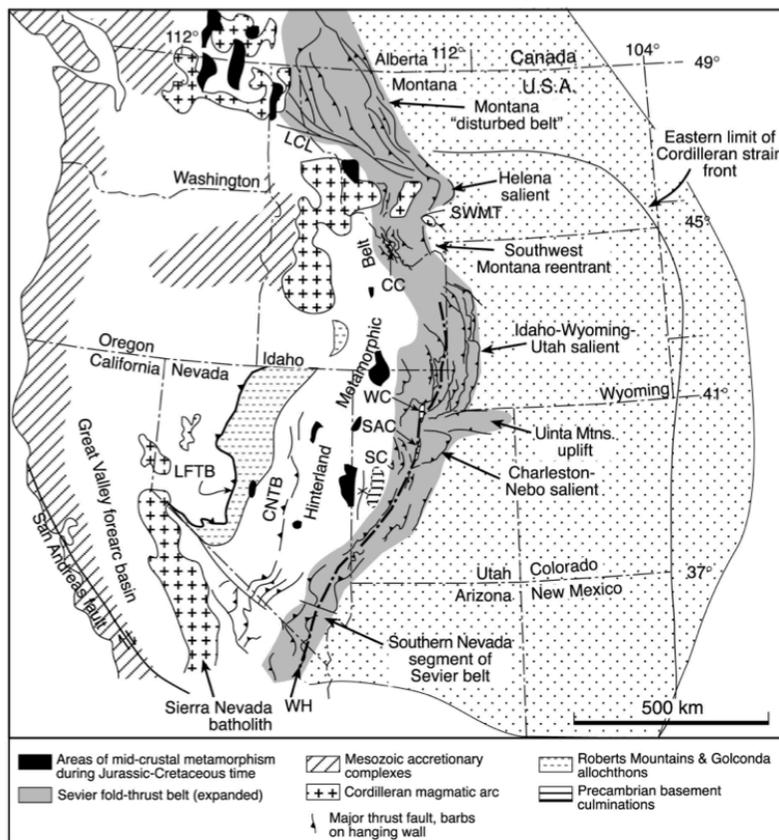 112°
Alberta
112°
Canada
104°
49°
Montana
U.S.A.
Montana
"disturbed belt"
Eastern limit of
Cordilleran strain
front
LCL
Washington
Helena
salient
SWMT
45°
Southwest
Montana reentrant
Belt
CC
Idaho-Wyoming-
Utah salient
Oregon
California
Nevada
Idaho
Metamorphic
Wyoming
41°
WC
SAC
Uinta Mtns.
uplift
SC
Charleston-
Nebo salient
Great Valley forearc basin
LFTB
CNTB
Hinterland
San Andreas fault
Utah
Colorado
37°
Arizona
New Mexico
Southern Nevada
segment of
Sevier belt
Sierra Nevada
batholith
WH
500 km
Areas of mid-crustal metamorphism
during Jurassic-Cretaceous time
Mesozoic accretionary
complexes
Roberts Mountains & Golconda
allochthons
Sevier fold-thrust belt (expanded)
Cordilleran magmatic arc
Precambrian basement
culminations
Major thrust fault, barbs
on hanging wall